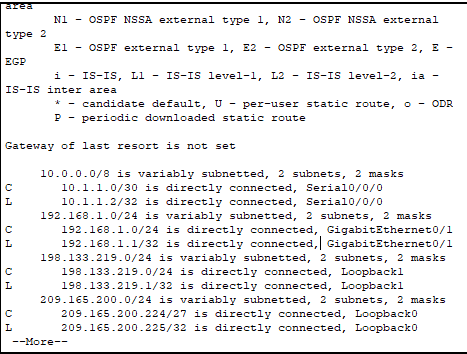 area
N1 - OSPF NSSA external type 1, N2 - OSPF NSSA external
type 2
E1 - OSPF external type 1, E2 - OSPF external type 2, E -
EGP
i - IS-IS, L1 - IS-IS level-1, L2 - IS-IS level-2, ia -
IS-IS inter area
* - candidate default, U - per-user static route, o - ODR
P - periodic downloaded static route
Gateway of last resort is not set
10.0.0.0/8 is variably subnetted, 2 subnets, 2 masks
C 10.1.1.0/30 is directly connected, Serial0/0/0
L 10.1.1.2/32 is directly connected, Serial0/0/0
192.168.1.0/24 is variably subnetted, 2 subnets, 2 masks
C 192.168.1.0/24 is directly connected, GigabitEthernet0/1
L 192.168.1.1/32 is directly connected, GigabitEthernet0/1
198.133.219.0/24 is variably subnetted, 2 subnets, 2 masks
C 198.133.219.0/24 is directly connected, Loopback1
L 198.133.219.1/32 is directly connected, Loopback1
209.165.200.0/24 is variably subnetted, 2 subnets, 2 masks
C 209.165.200.224/27 is directly connected, Loopback0
L 209.165.200.225/32 is directly connected, Loopback0
--More--